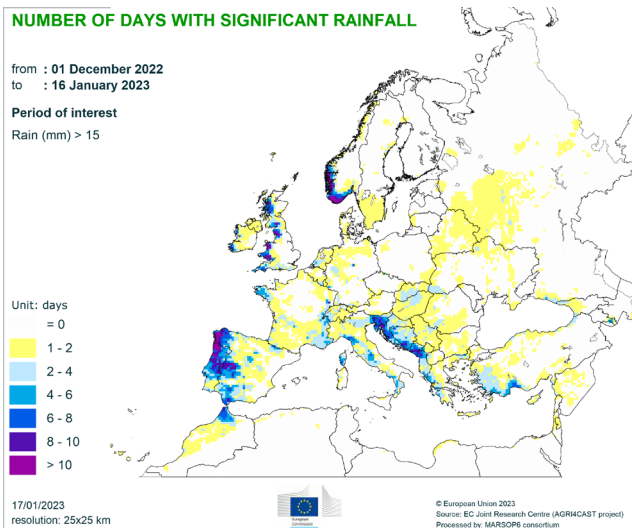 NUMBER OF DAYS WITH SIGNIFICANT RAINFALL
from : 01 December 2022
to : 16 January 2023
Period of interest
Rain (mm) > 15
Unit: days
= 0
1 - 2
2 - 4
4 - 6
6 - 8
8 - 10
> 10
17/01/2023
resolution: 25x25 km
European
Commission
© European Union 2023
Source: EC Joint Research Centre (AGRI4CAST project)
Processed by: MARSOP6 consortium